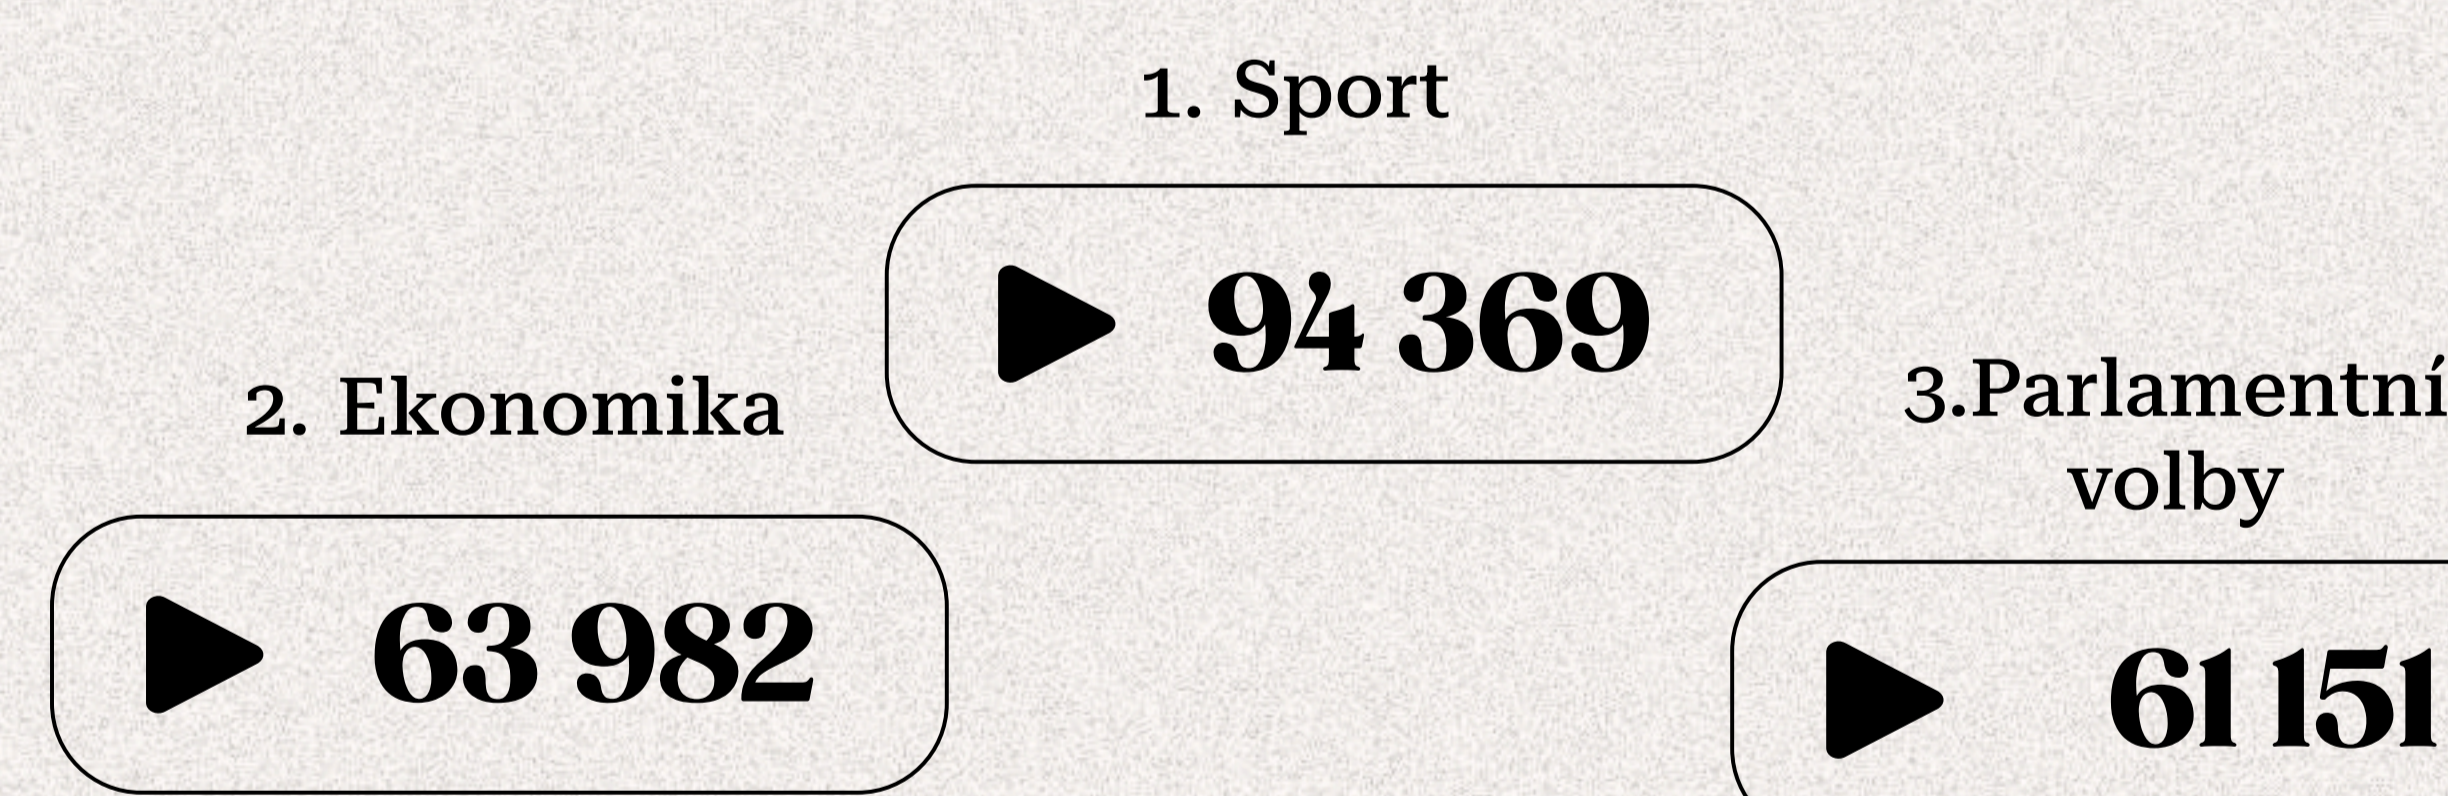 1. Sport
94 369
2. Ekonomika
63 982
3.Parlamentní
volby
61 151